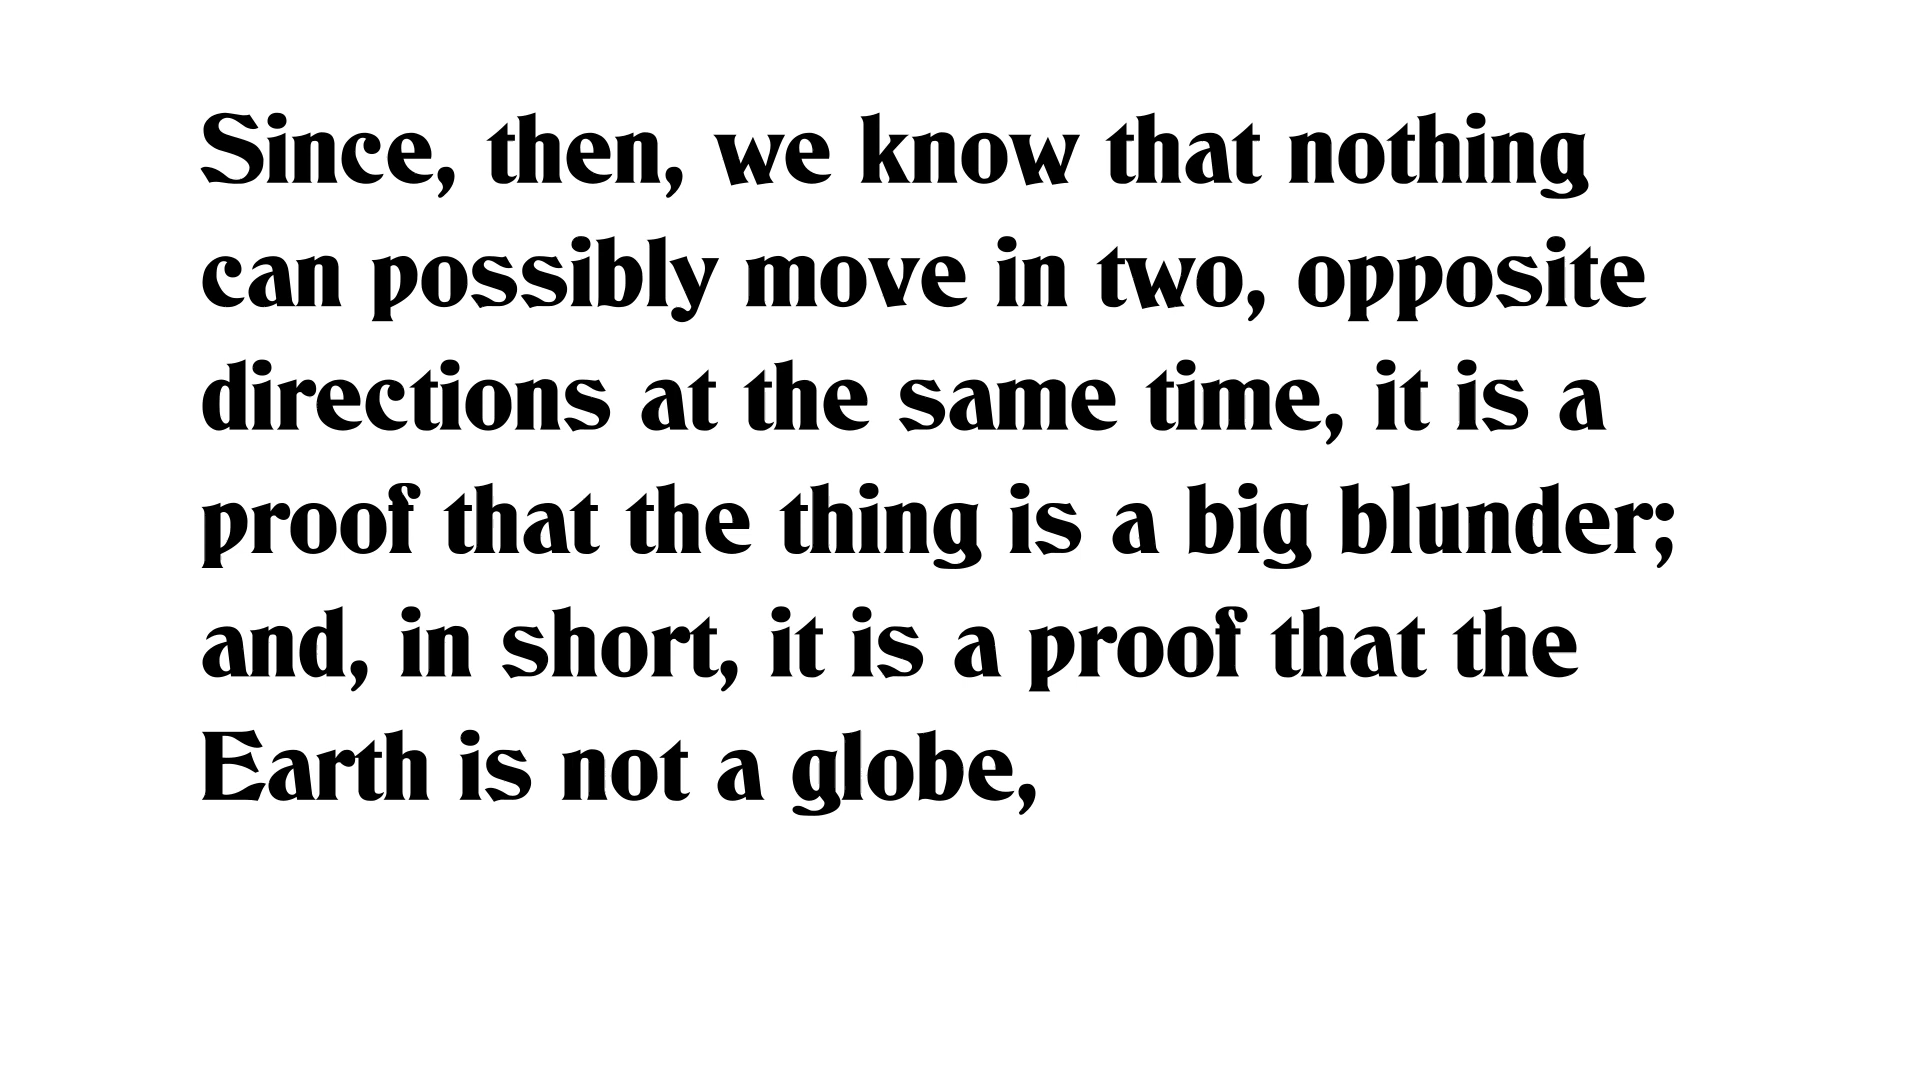 Since, then, we know that nothing
can possibly move in two, opposite
directions at the same time, it is a
proof that the thing is a big blunder;
and, in short, it is a proof that the
Earth is not a globe,